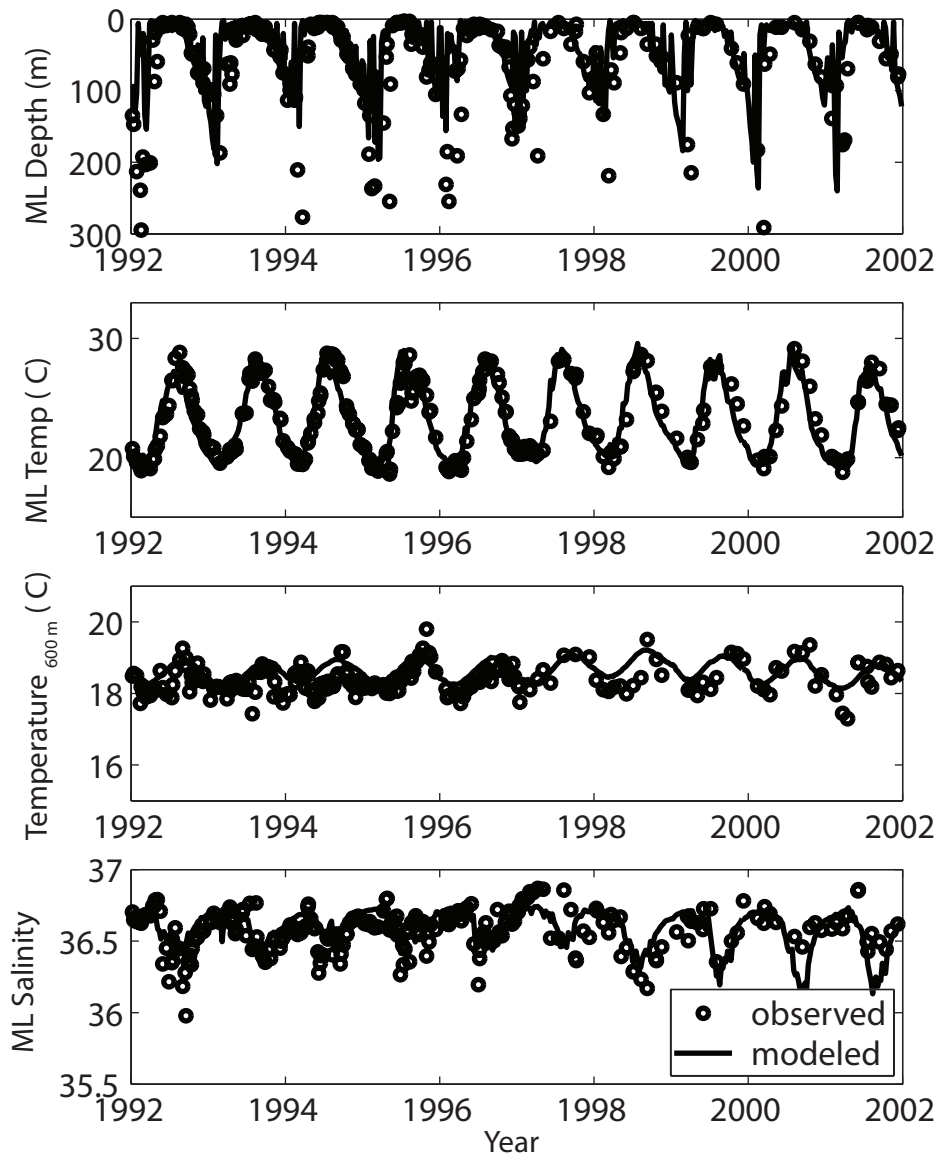 ML Depth (m)
0
100
200
300
1992 1994 1996 1998 2000 2002
ML Temp ( C)
30
20
1992 1994 1996 1998 2000 2002
Temperature 600 m ( C)
20
18
16
1992 1994 1996 1998 2000 2002
ML Salinity
37
36.5
36
35.5
observed
modeled
1992 1994 1996 1998 2000 2002
Year